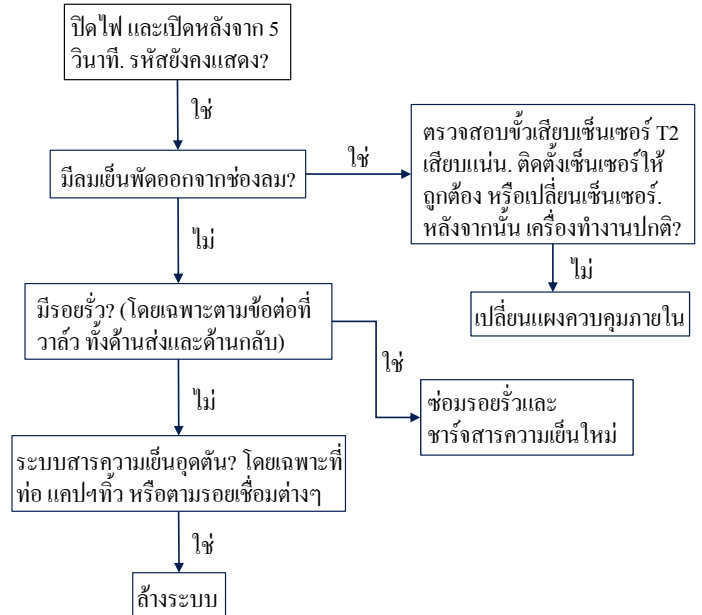 ปิดไฟ และเปิดหลังจาก 5
วินาที. รหัสยังคงแสดง?
ใช่
มีลมเย็นพัดออกจากช่องลม?
ใช่
ตรวจสอบขั้วเสียบเซ็นเซอร์ T2
เสียบแน่น. ติดตั้งเซ็นเซอร์ให้
ถูกต้อง หรือเปลี่ยนเซ็นเซอร์.
หลังจากนั้น เครื่องทำงานปกติ?
ไม่
เปลี่ยนแผงควบคุมภายใน
ไม่
มีรอยรั่ว? (โดยเฉพาะตามข้อต่อที่
วาล์ว ทั้งด้านส่งและด้านกลับ)
ใช่
ซ่อมรอยรั่วและ
ชาร์จสารความเย็นใหม่
ไม่
ระบบสารความเย็นอุดตัน? โดยเฉพาะที่
ท่อ แคปฯทิ้ว หรือตามรอยเชื่อมต่างๆ
ใช่
ล้างระบบ